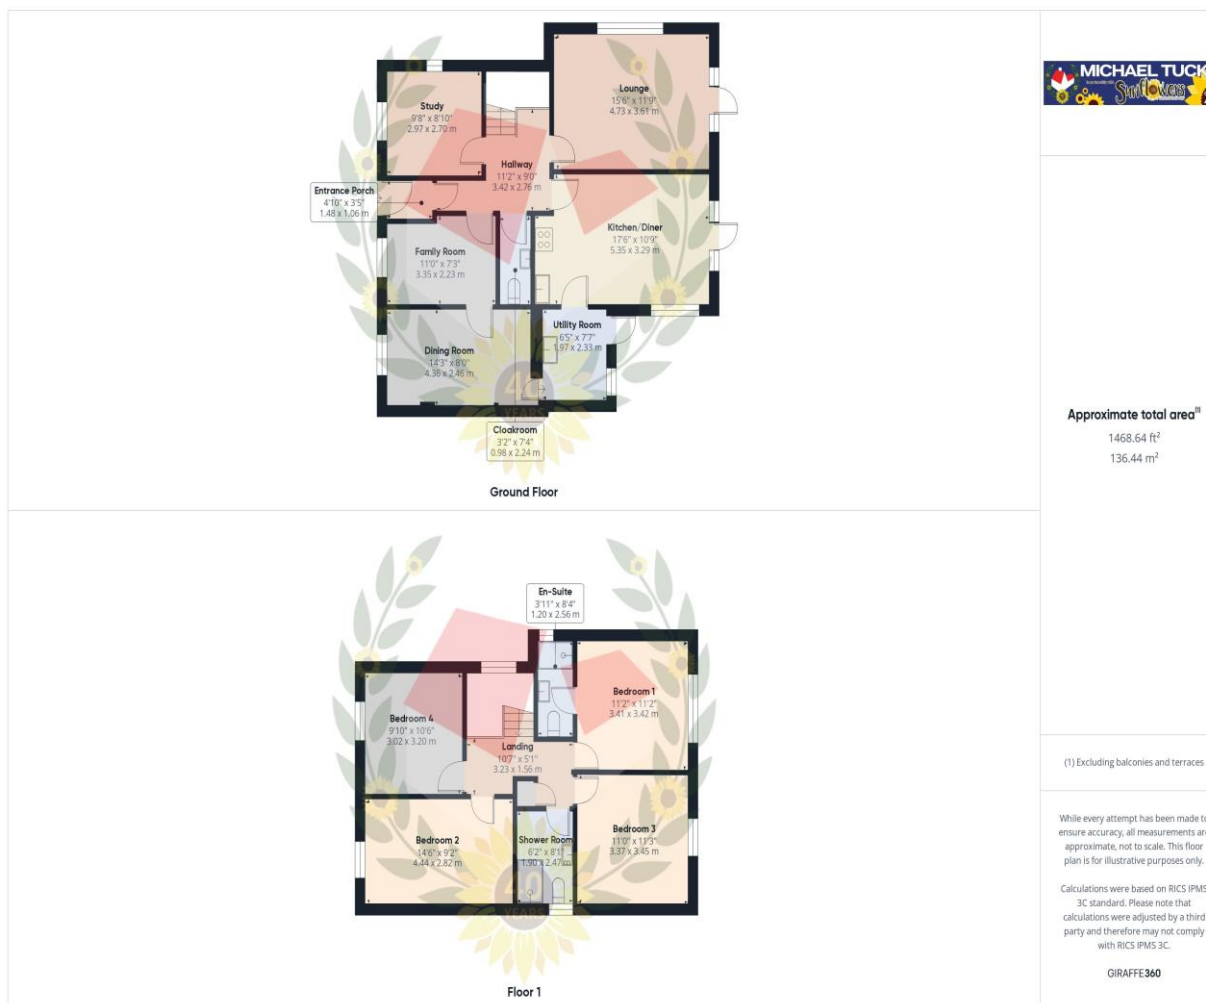 Study
9'8" x 8'10"
2.97 x 2.70 m
Lounge
15'6" x 11'9"
4.73 x 3.61 m
Hallway
11'2" x 9'0"
3.42 x 2.76 m
Entrance Porch
4'10" x 3'5"
1.48 x 1.06 m
Kitchen/Diner
17'6" x 10'9"
5.35 x 3.29 m
Family Room
11'0" x 7'3"
3.35 x 2.23 m
Utility Room
6'5" x 7'7"
1.97 x 2.33 m
Dining Room
14'3" x 8'0"
4.36 x 2.46 m
40
YEARS
Cloakroom
3'2" x 7'4"
0.98 x 2.24 m
Ground Floor
En-Suite
3'11" x 8'4"
1.20 x 2.56 m
Bedroom 1
11'2" x 11'2"
3.41 x 3.42 m
Bedroom 4
9'10" x 10'6"
3.02 x 3.20 m
Landing
10'7" x 5'1"
3.23 x 1.56 m
Bedroom 2
14'6" x 9'2"
4.44 x 2.82 m
Shower Room
6'2" x 8'1"
1.90 x 2.47 m
Bedroom 3
11'0" x 11'3"
3.37 x 3.45 m
40
YEARS
Floor 1
MICHAEL TUCK
Sunflowers
Approximate total area⁽¹⁾
1468.64 ft²
136.44 m²
(1) Excluding balconies and terraces
While every attempt has been made to
ensure accuracy, all measurements are
approximate, not to scale. This floor
plan is for illustrative purposes only.
Calculations were based on RICS IPMS
3C standard. Please note that
calculations were adjusted by a third
party and therefore may not comply
with RICS IPMS 3C.
GIRAFFE360